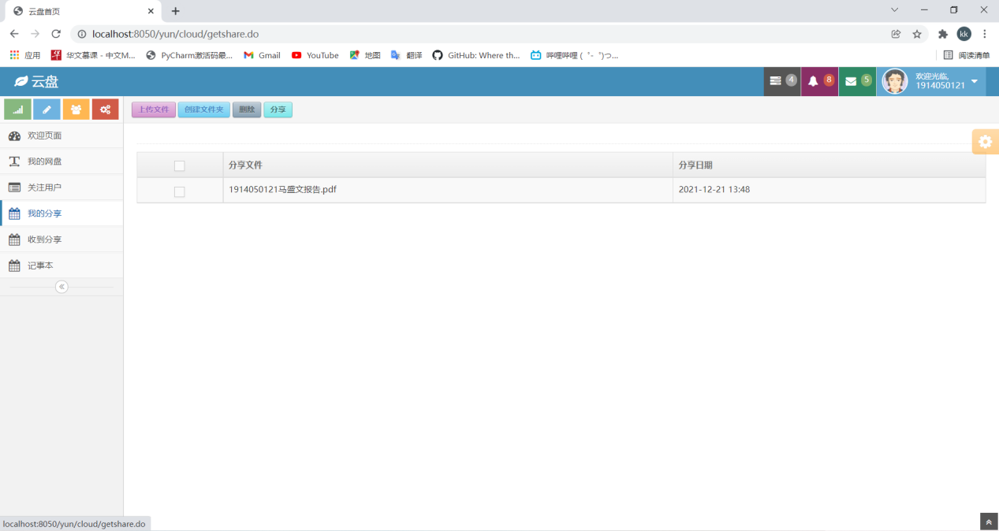 云盘首页
localhost:8050/yun/cloud/getshare.do
应用
华文慕课 - 中文M...
PyCharm激活码最...
Gmail
YouTube
地图
翻译
GitHub: Where th...
哔哩哔哩 (゜-゜)つ...
阅读清单
云盘
4
8
5
欢迎光临,
1914050121
kk
上传文件
创建文件夹
删除
分享
欢迎页面
我的网盘
关注用户
我的分享
收到分享
记事本
分享文件
分享日期
1914050121马盛文报告.pdf
2021-12-21 13:48
localhost:8050/yun/cloud/getshare.do